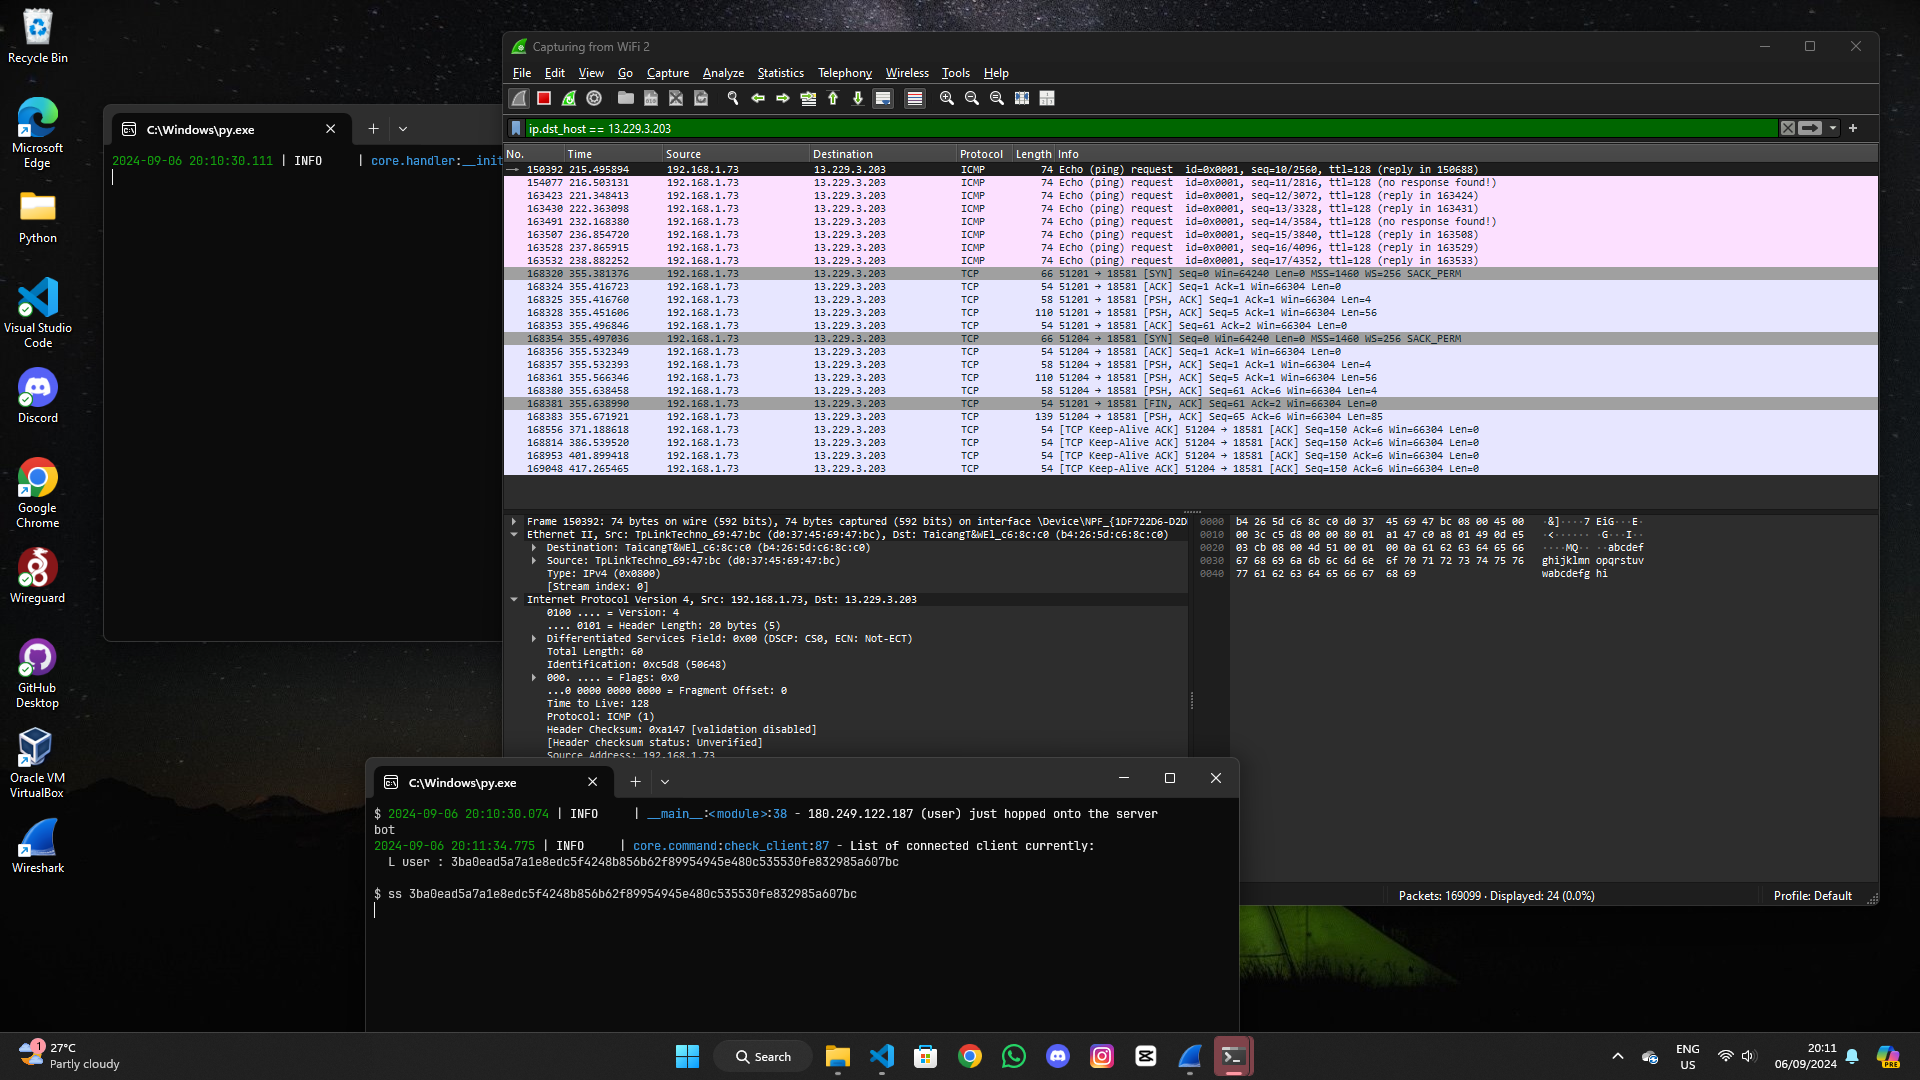 Recycle Bin
Microsoft
Edge
Python
Visual Studio
Code
Discord
Google
Chrome
Wireguard
GitHub
Desktop
Oracle VM
VirtualBox
Wireshark
C:\Windows\py.exe
2024-09-06 20:10:30.111 | INFO     | core.handler:__init
Capturing from WiFi 2
File Edit View Go Capture Analyze Statistics Telephony Wireless Tools Help
ip.dst_host == 13.229.3.203
No. Time Source Destination Protocol Length Info
150392 215.495894 192.168.1.73 13.229.3.203 ICMP 74 Echo (ping) request  id=0x0001, seq=10/2560, ttl=128 (reply in 150688)
154077 216.503131 192.168.1.73 13.229.3.203 ICMP 74 Echo (ping) request  id=0x0001, seq=11/2816, ttl=128 (no response found!)
163423 221.348413 192.168.1.73 13.229.3.203 ICMP 74 Echo (ping) request  id=0x0001, seq=12/3072, ttl=128 (reply in 163424)
163430 222.363098 192.168.1.73 13.229.3.203 ICMP 74 Echo (ping) request  id=0x0001, seq=13/3328, ttl=128 (reply in 163431)
163491 232.168380 192.168.1.73 13.229.3.203 ICMP 74 Echo (ping) request  id=0x0001, seq=14/3584, ttl=128 (no response found!)
163507 236.854720 192.168.1.73 13.229.3.203 ICMP 74 Echo (ping) request  id=0x0001, seq=15/3840, ttl=128 (reply in 163508)
163528 237.865915 192.168.1.73 13.229.3.203 ICMP 74 Echo (ping) request  id=0x0001, seq=16/4096, ttl=128 (reply in 163529)
163532 238.882252 192.168.1.73 13.229.3.203 ICMP 74 Echo (ping) request  id=0x0001, seq=17/4352, ttl=128 (reply in 163533)
168320 355.381376 192.168.1.73 13.229.3.203 TCP 66 51201 → 18581 [SYN] Seq=0 Win=64240 Len=0 MSS=1460 WS=256 SACK_PERM
168324 355.416723 192.168.1.73 13.229.3.203 TCP 54 51201 → 18581 [ACK] Seq=1 Ack=1 Win=66304 Len=0
168325 355.416760 192.168.1.73 13.229.3.203 TCP 58 51201 → 18581 [PSH, ACK] Seq=1 Ack=1 Win=66304 Len=4
168328 355.451606 192.168.1.73 13.229.3.203 TCP 110 51201 → 18581 [PSH, ACK] Seq=5 Ack=1 Win=66304 Len=56
168353 355.496846 192.168.1.73 13.229.3.203 TCP 54 51201 → 18581 [ACK] Seq=61 Ack=2 Win=66304 Len=0
168354 355.497036 192.168.1.73 13.229.3.203 TCP 66 51204 → 18581 [SYN] Seq=0 Win=64240 Len=0 MSS=1460 WS=256 SACK_PERM
168356 355.532349 192.168.1.73 13.229.3.203 TCP 54 51204 → 18581 [ACK] Seq=1 Ack=1 Win=66304 Len=0
168357 355.532393 192.168.1.73 13.229.3.203 TCP 58 51204 → 18581 [PSH, ACK] Seq=1 Ack=1 Win=66304 Len=4
168361 355.566346 192.168.1.73 13.229.3.203 TCP 110 51204 → 18581 [PSH, ACK] Seq=5 Ack=1 Win=66304 Len=56
168380 355.638458 192.168.1.73 13.229.3.203 TCP 58 51204 → 18581 [PSH, ACK] Seq=61 Ack=6 Win=66304 Len=4
168381 355.638990 192.168.1.73 13.229.3.203 TCP 54 51201 → 18581 [FIN, ACK] Seq=61 Ack=2 Win=66304 Len=0
168383 355.671921 192.168.1.73 13.229.3.203 TCP 139 51204 → 18581 [PSH, ACK] Seq=65 Ack=6 Win=66304 Len=85
168556 371.188618 192.168.1.73 13.229.3.203 TCP 54 [TCP Keep-Alive ACK] 51204 → 18581 [ACK] Seq=150 Ack=6 Win=66304 Len=0
168814 386.539520 192.168.1.73 13.229.3.203 TCP 54 [TCP Keep-Alive ACK] 51204 → 18581 [ACK] Seq=150 Ack=6 Win=66304 Len=0
168953 401.899418 192.168.1.73 13.229.3.203 TCP 54 [TCP Keep-Alive ACK] 51204 → 18581 [ACK] Seq=150 Ack=6 Win=66304 Len=0
169048 417.265465 192.168.1.73 13.229.3.203 TCP 54 [TCP Keep-Alive ACK] 51204 → 18581 [ACK] Seq=150 Ack=6 Win=66304 Len=0
Frame 150392: 74 bytes on wire (592 bits), 74 bytes captured (592 bits) on interface \Device\NPF_{1DF722D6-D2D
Ethernet II, Src: TpLinkTechno_69:47:bc (d0:37:45:69:47:bc), Dst: TaicangT&WEl_c6:8c:c0 (b4:26:5d:c6:8c:c0)
Destination: TaicangT&WEl_c6:8c:c0 (b4:26:5d:c6:8c:c0)
Source: TpLinkTechno_69:47:bc (d0:37:45:69:47:bc)
Type: IPv4 (0x0800)
[Stream index: 0]
Internet Protocol Version 4, Src: 192.168.1.73, Dst: 13.229.3.203
0100 .... = Version: 4
.... 0101 = Header Length: 20 bytes (5)
Differentiated Services Field: 0x00 (DSCP: CS0, ECN: Not-ECT)
Total Length: 60
Identification: 0xc5d8 (50648)
000. .... = Flags: 0x0
...0 0000 0000 0000 = Fragment Offset: 0
Time to Live: 128
Protocol: ICMP (1)
Header Checksum: 0xa147 [validation disabled]
[Header checksum status: Unverified]
Source Address: 192.168.1.73
0000 b4 26 5d c6 8c c0 d0 37 45 69 47 bc 08 00 45 00 ·&]····7 EiG···E·
0010 00 3c c5 d8 00 00 80 01 a1 47 c0 a8 01 49 0d e5 ·<······ ·G···I··
0020 03 cb 08 00 4d 51 00 01 00 0a 61 62 63 64 65 66 ····MQ·· ··abcdef
0030 67 68 69 6a 6b 6c 6d 6e 6f 70 71 72 73 74 75 76 ghijklmn opqrstuv
0040 77 61 62 63 64 65 66 67 68 69 wabcdefg hi
Packets: 169099 · Displayed: 24 (0.0%)
Profile: Default
C:\Windows\py.exe
$ 2024-09-06 20:10:30.074 | INFO     | __main__:<module>:38 - 180.249.122.187 (user) just hopped onto the server
bot
2024-09-06 20:11:34.775 | INFO     | core.command:check_client:87 - List of connected client currently:
L user : 3ba0ead5a7a1e8edc5f4248b856b62f89954945e480c535530fe832985a607bc
$ ss 3ba0ead5a7a1e8edc5f4248b856b62f89954945e480c535530fe832985a607bc
1
27°C
Partly cloudy
Search
PRE
ENG
US
20:11
06/09/2024